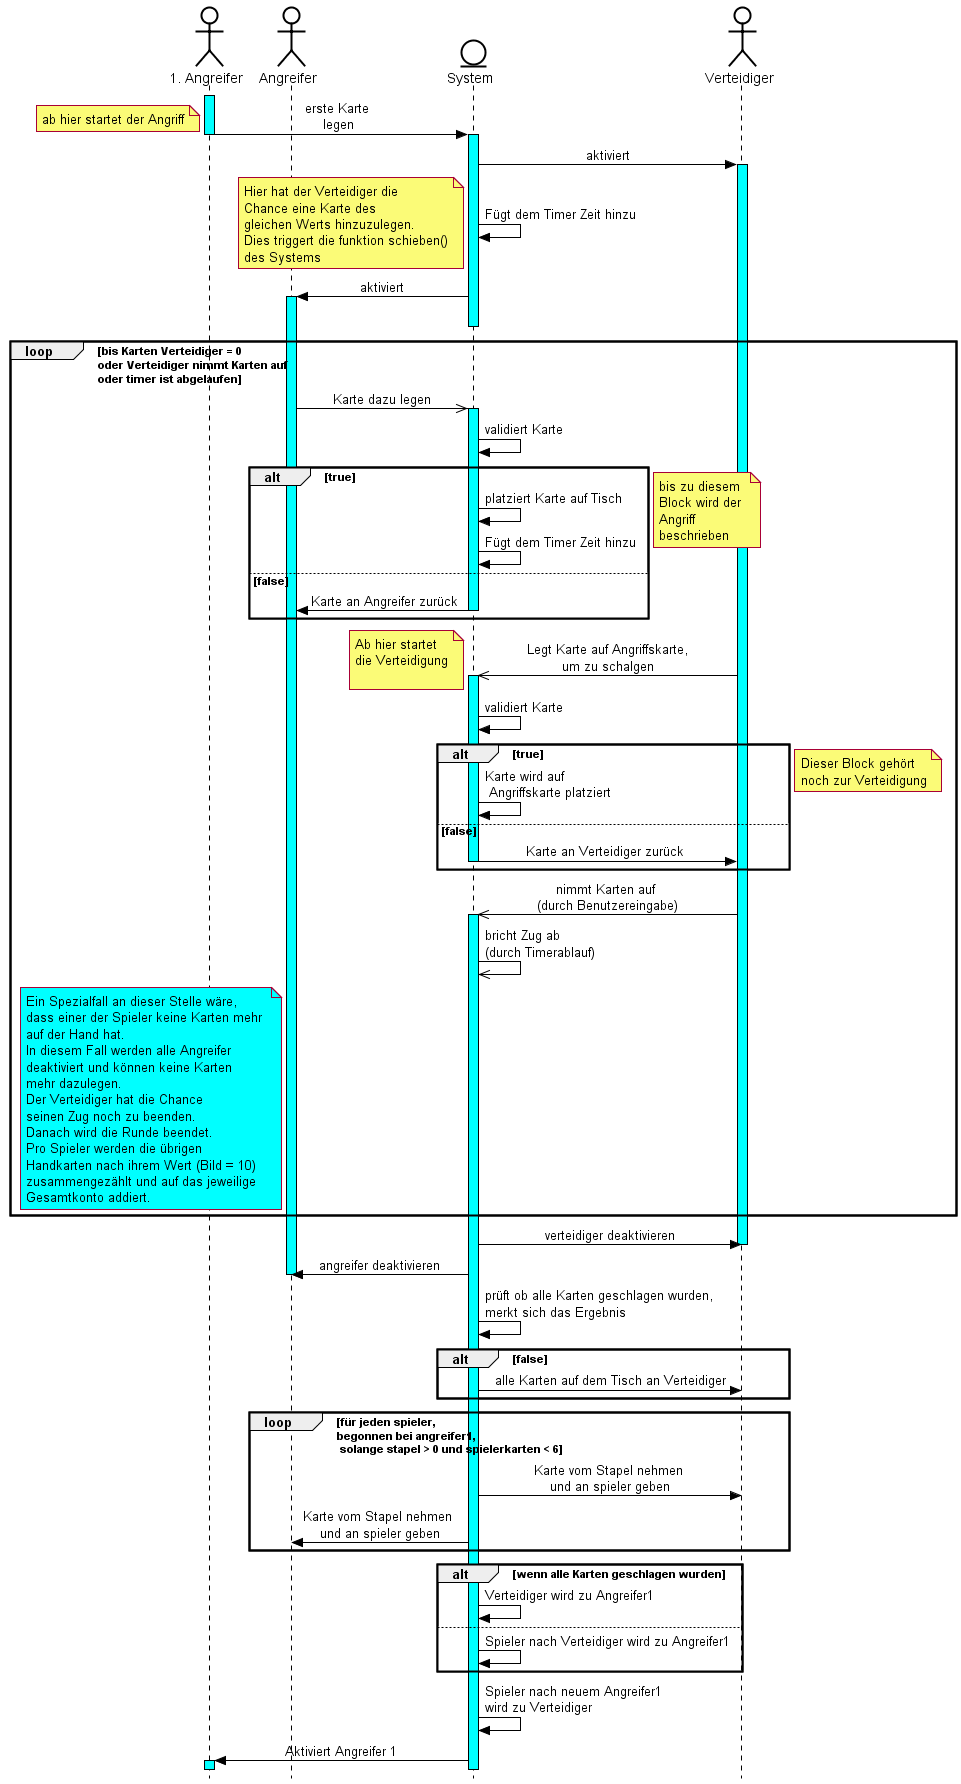 1. Angreifer
Angreifer
System
Verteidiger
ab hier startet der Angriff
erste Karte
legen
aktiviert
Hier hat der Verteidiger die
Chance eine Karte des
gleichen Werts hinzuzulegen.
Dies triggert die funktion schieben()
des Systems
Fügt dem Timer Zeit hinzu
aktiviert
loop
[bis Karten Verteidiger = 0
oder Verteidiger nimmt Karten auf
oder timer ist abgelaufen]
Karte dazu legen
validiert Karte
alt
[true]
bis zu diesem
Block wird der
Angriff
beschrieben
platziert Karte auf Tisch
Fügt dem Timer Zeit hinzu
[false]
Karte an Angreifer zurück
Ab hier startet
die Verteidigung
Legt Karte auf Angriffskarte,
um zu schalgen
validiert Karte
alt
[true]
Dieser Block gehört
noch zur Verteidigung
Karte wird auf
Angriffskarte platziert
[false]
Karte an Verteidiger zurück
nimmt Karten auf
(durch Benutzereingabe)
bricht Zug ab
(durch Timerablauf)
Ein Spezialfall an dieser Stelle wäre,
dass einer der Spieler keine Karten mehr
auf der Hand hat.
In diesem Fall werden alle Angreifer
deaktiviert und können keine Karten
mehr dazulegen.
Der Verteidiger hat die Chance
seinen Zug noch zu beenden.
Danach wird die Runde beendet.
Pro Spieler werden die übrigen
Handkarten nach ihrem Wert (Bild = 10)
zusammengezählt und auf das jeweilige
Gesamtkonto addiert.
verteidiger deaktivieren
angreifer deaktivieren
prüft ob alle Karten geschlagen wurden,
merkt sich das Ergebnis
alt
[false]
alle Karten auf dem Tisch an Verteidiger
loop
[für jeden spieler,
begonnen bei angreifer1,
solange stapel > 0 und spielerkarten < 6]
Karte vom Stapel nehmen
und an spieler geben
Karte vom Stapel nehmen
und an spieler geben
alt
[wenn alle Karten geschlagen wurden]
Verteidiger wird zu Angreifer1
Spieler nach Verteidiger wird zu Angreifer1
Spieler nach neuem Angreifer1
wird zu Verteidiger
Aktiviert Angreifer 1